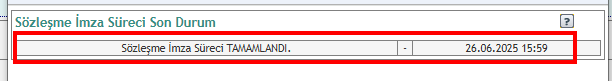 Sözleşme İmza Süreci Son Durum ?
Sözleşme İmza Süreci TAMAMLANDI. - 26.06.2025 15:59